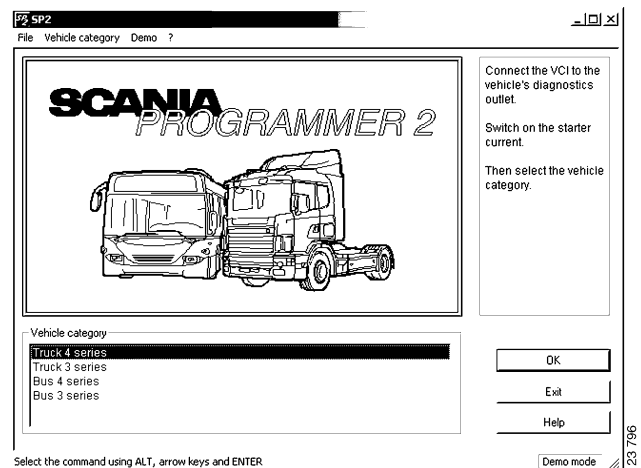 SP2
File Vehicle category Demo ?
SCANIA
PROGRAMMER 2
Connect the VCI to the
vehicle's diagnostics
outlet.
Switch on the starter
current.
Then select the vehicle
category.
Vehicle category
Truck 4 series
Truck 3 series
Bus 4 series
Bus 3 series
OK
Exit
Help
Select the command using ALT, arrow keys and ENTER
Demo mode
23 796